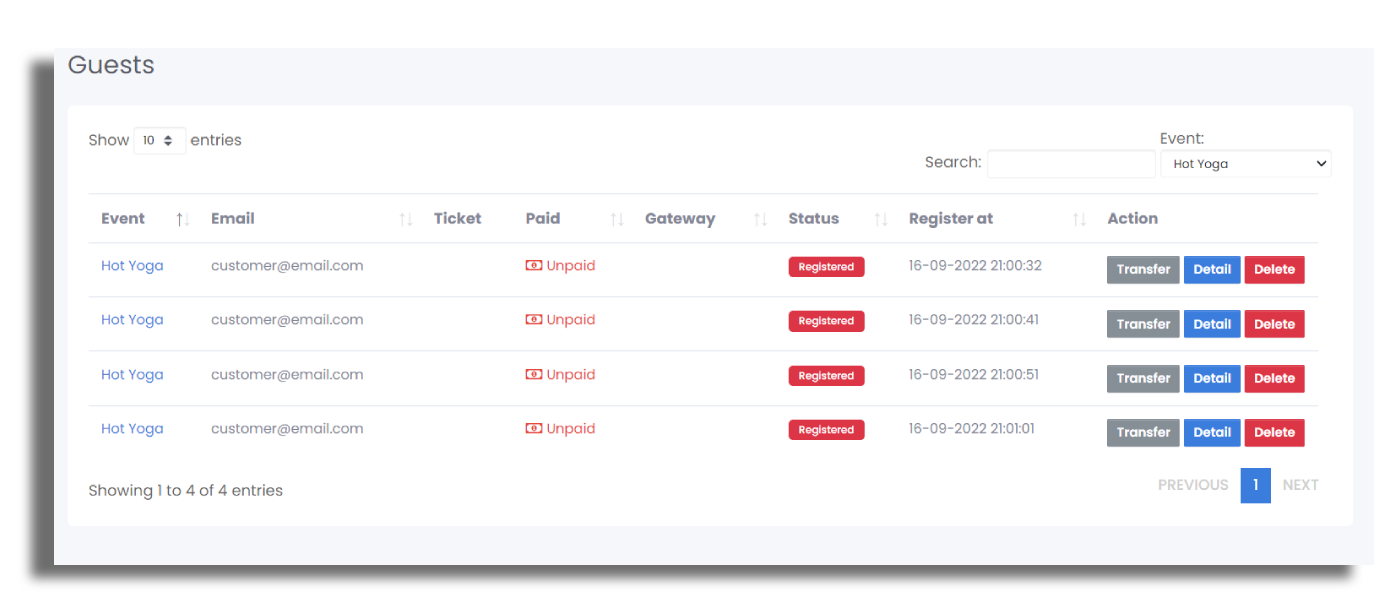 Guests
Show 10 entries
Event:
Search: Hot Yoga
Event Email Ticket Paid Gateway Status Register at Action
Hot Yoga customer@email.com Unpaid Registered 16-09-2022 21:00:32 Transfer Detail Delete
Hot Yoga customer@email.com Unpaid Registered 16-09-2022 21:00:41 Transfer Detail Delete
Hot Yoga customer@email.com Unpaid Registered 16-09-2022 21:00:51 Transfer Detail Delete
Hot Yoga customer@email.com Unpaid Registered 16-09-2022 21:01:01 Transfer Detail Delete
Showing 1 to 4 of 4 entries PREVIOUS 1 NEXT